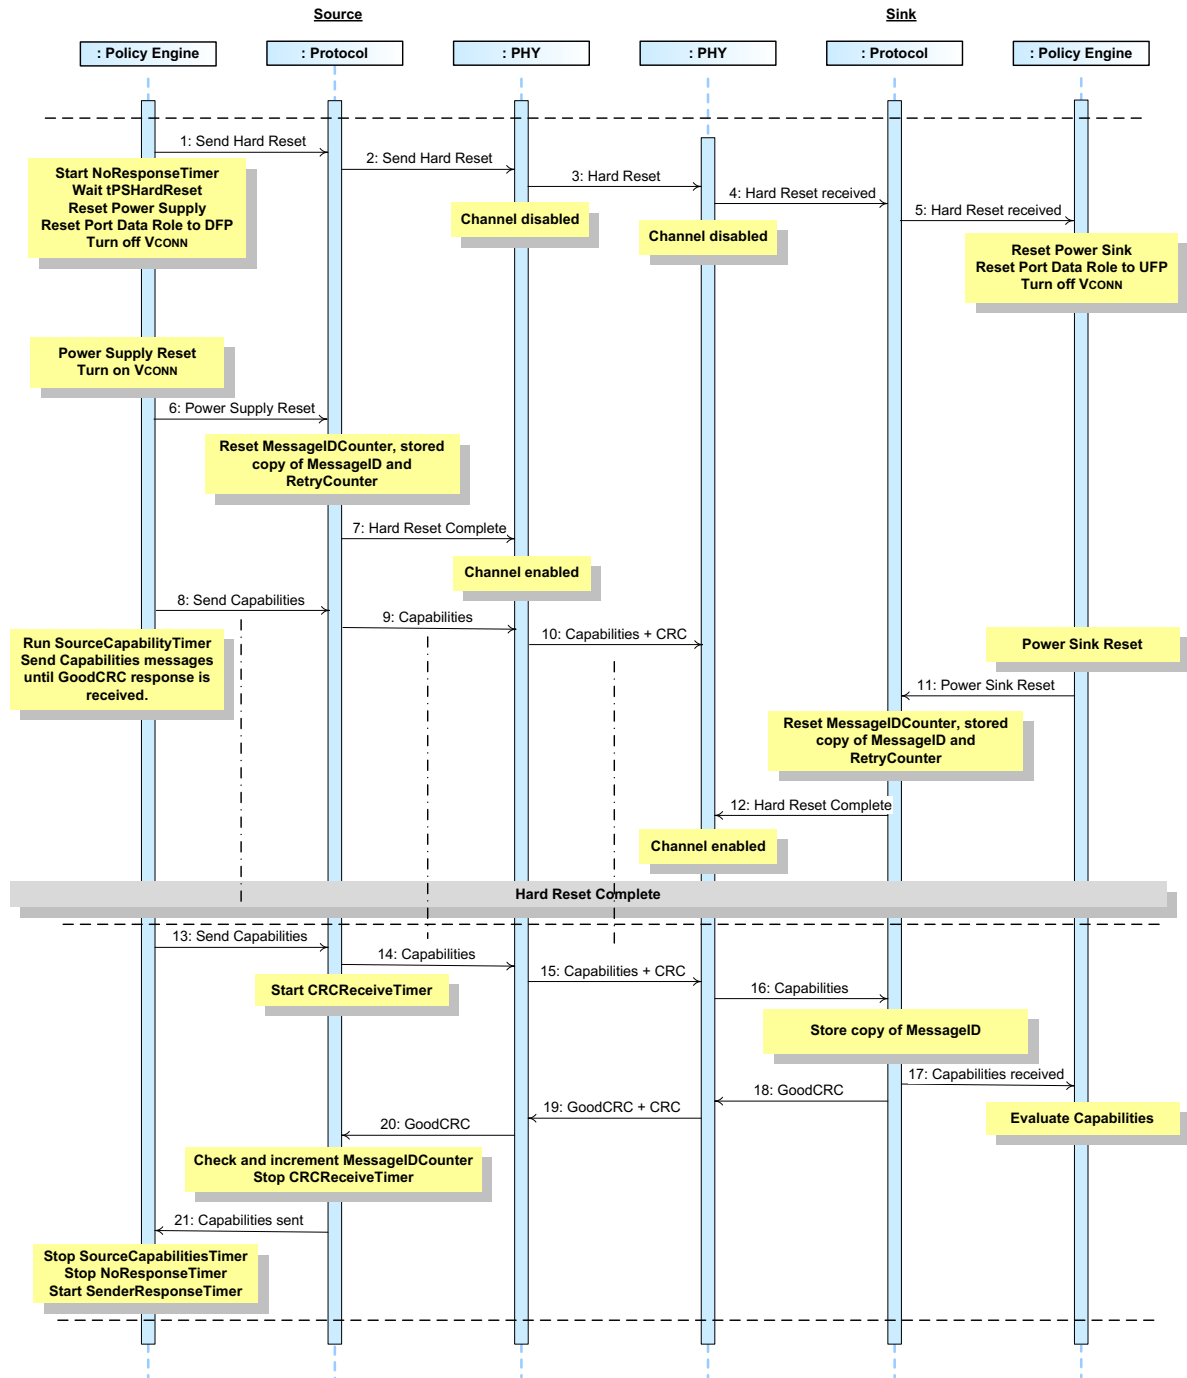 Source
Sink
: Policy Engine
: Protocol
: PHY
: PHY
: Protocol
: Policy Engine
1: Send Hard Reset
2: Send Hard Reset
3: Hard Reset
4: Hard Reset received
5: Hard Reset received
Start NoResponseTimer
Wait tPSHardReset
Reset Power Supply
Reset Port Data Role to DFP
Turn off VCONN
Channel disabled
Channel disabled
Reset Power Sink
Reset Port Data Role to UFP
Turn off VCONN
Power Supply Reset
Turn on VCONN
6: Power Supply Reset
Reset MessageIDCounter, stored
copy of MessageID and
RetryCounter
7: Hard Reset Complete
Channel enabled
8: Send Capabilities
9: Capabilities
10: Capabilities + CRC
Run SourceCapabilityTimer
Send Capabilities messages
until GoodCRC response is
received.
Power Sink Reset
11: Power Sink Reset
Reset MessageIDCounter, stored
copy of MessageID and
RetryCounter
12: Hard Reset Complete
Channel enabled
Hard Reset Complete
13: Send Capabilities
14: Capabilities
15: Capabilities + CRC
16: Capabilities
Start CRCReceiveTimer
Store copy of MessageID
17: Capabilities received
18: GoodCRC
19: GoodCRC + CRC
20: GoodCRC
Evaluate Capabilities
Check and increment MessageIDCounter
Stop CRCReceiveTimer
21: Capabilities sent
Stop SourceCapabilitiesTimer
Stop NoResponseTimer
Start SenderResponseTimer